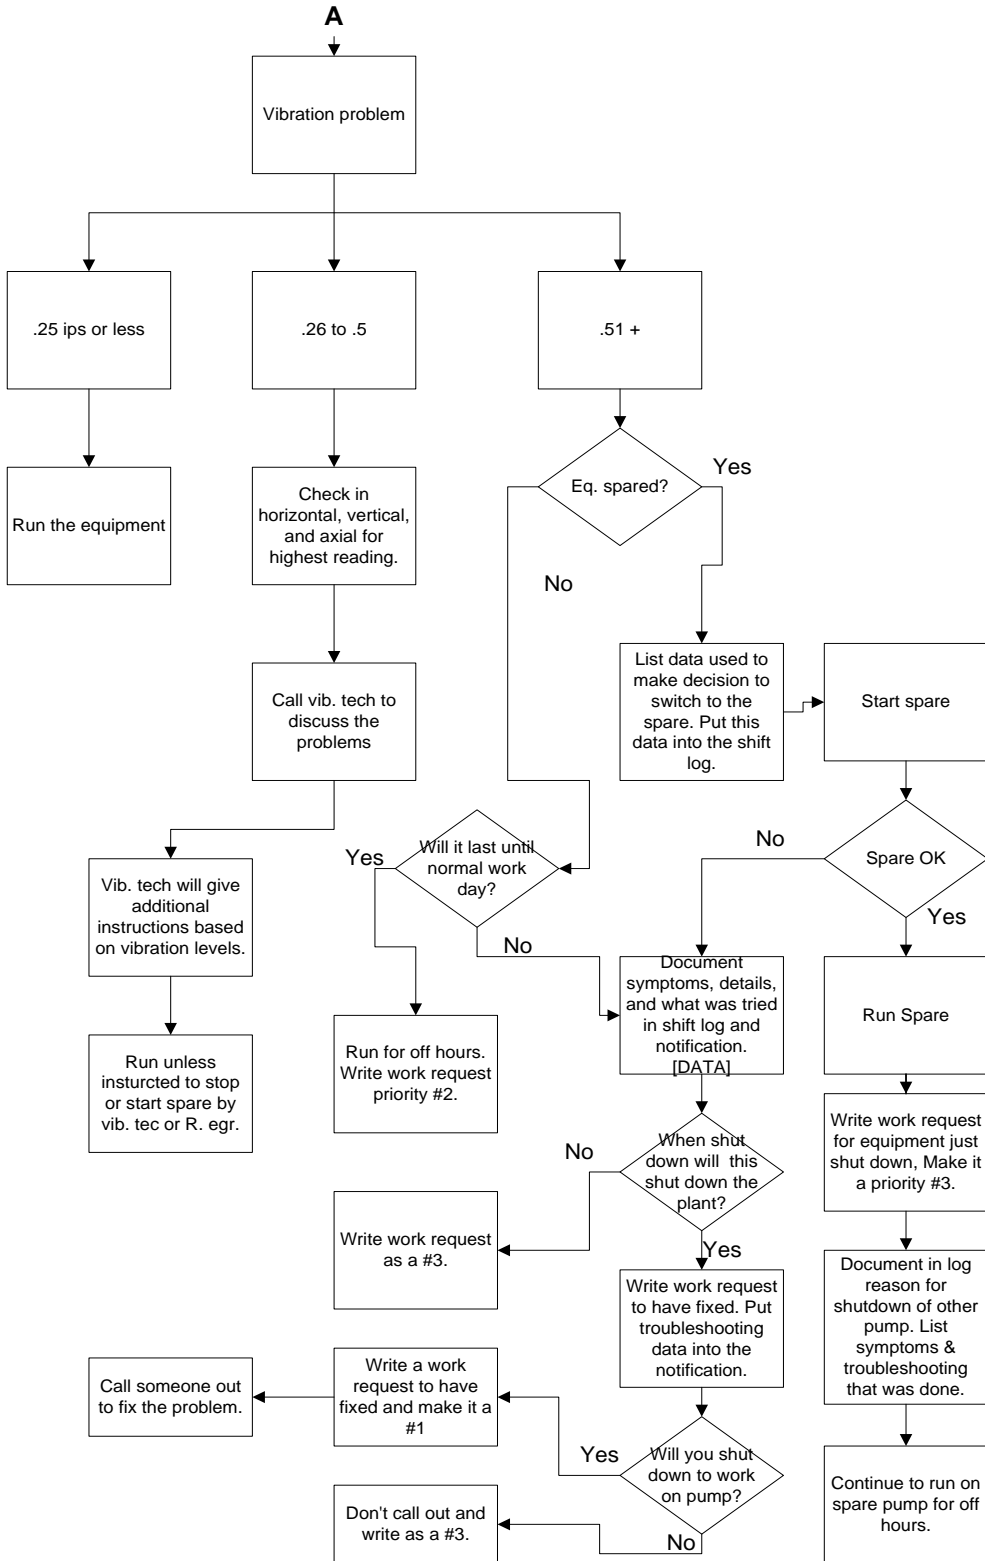 A
Vibration problem
.25 ips or less
.26 to .5
.51 +
Run the equipment
Check in
horizontal, vertical,
and axial for
highest reading.
Eq. spared?
Yes
No
Call vib. tech to
discuss the
problems
List data used to
make decision to
switch to the
spare. Put this
data into the shift
log.
Start spare
Vib. tech will give
additional
instructions based
on vibration levels.
Yes
Will it last until
normal work
day?
No
No
Spare OK
Yes
Run unless
insturcted to stop
or start spare by
vib. tec or R. egr.
Run for off hours.
Write work request
priority #2.
Document
symptoms, details,
and what was tried
in shift log and
notification.
[DATA]
Run Spare
No
When shut
down will this
shut down the
plant?
Yes
Write work request
for equipment just
shut down, Make it
a priority #3.
Write work request
as a #3.
Write work request
to have fixed. Put
troubleshooting
data into the
notification.
Document in log
reason for
shutdown of other
pump. List
symptoms &
troubleshooting
that was done.
Call someone out
to fix the problem.
Write a work
request to have
fixed and make it a
#1
Yes
Will you shut
down to work
on pump?
No
Don't call out and
write as a #3.
Continue to run on
spare pump for off
hours.